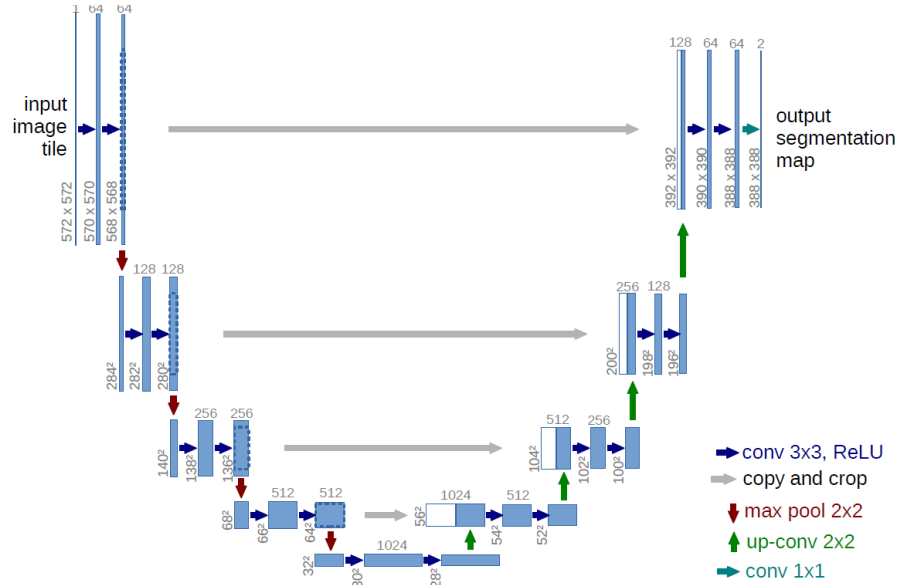 1 64 64
128 64 64 2
input
image
tile
output
segmentation
map
572 x 572
570 x 570
568 x 568
392 x 392
390 x 390
388 x 388
388 x 388
128 128
256 128
284²
282²
280²
200²
198²
196²
256 256
512 256
140²
138²
136²
104²
102²
100²
512 512
1024 512
68²
66²
64²
56²
54²
52²
1024
32²
30²
28²
conv 3x3, ReLU
copy and crop
max pool 2x2
up-conv 2x2
conv 1x1